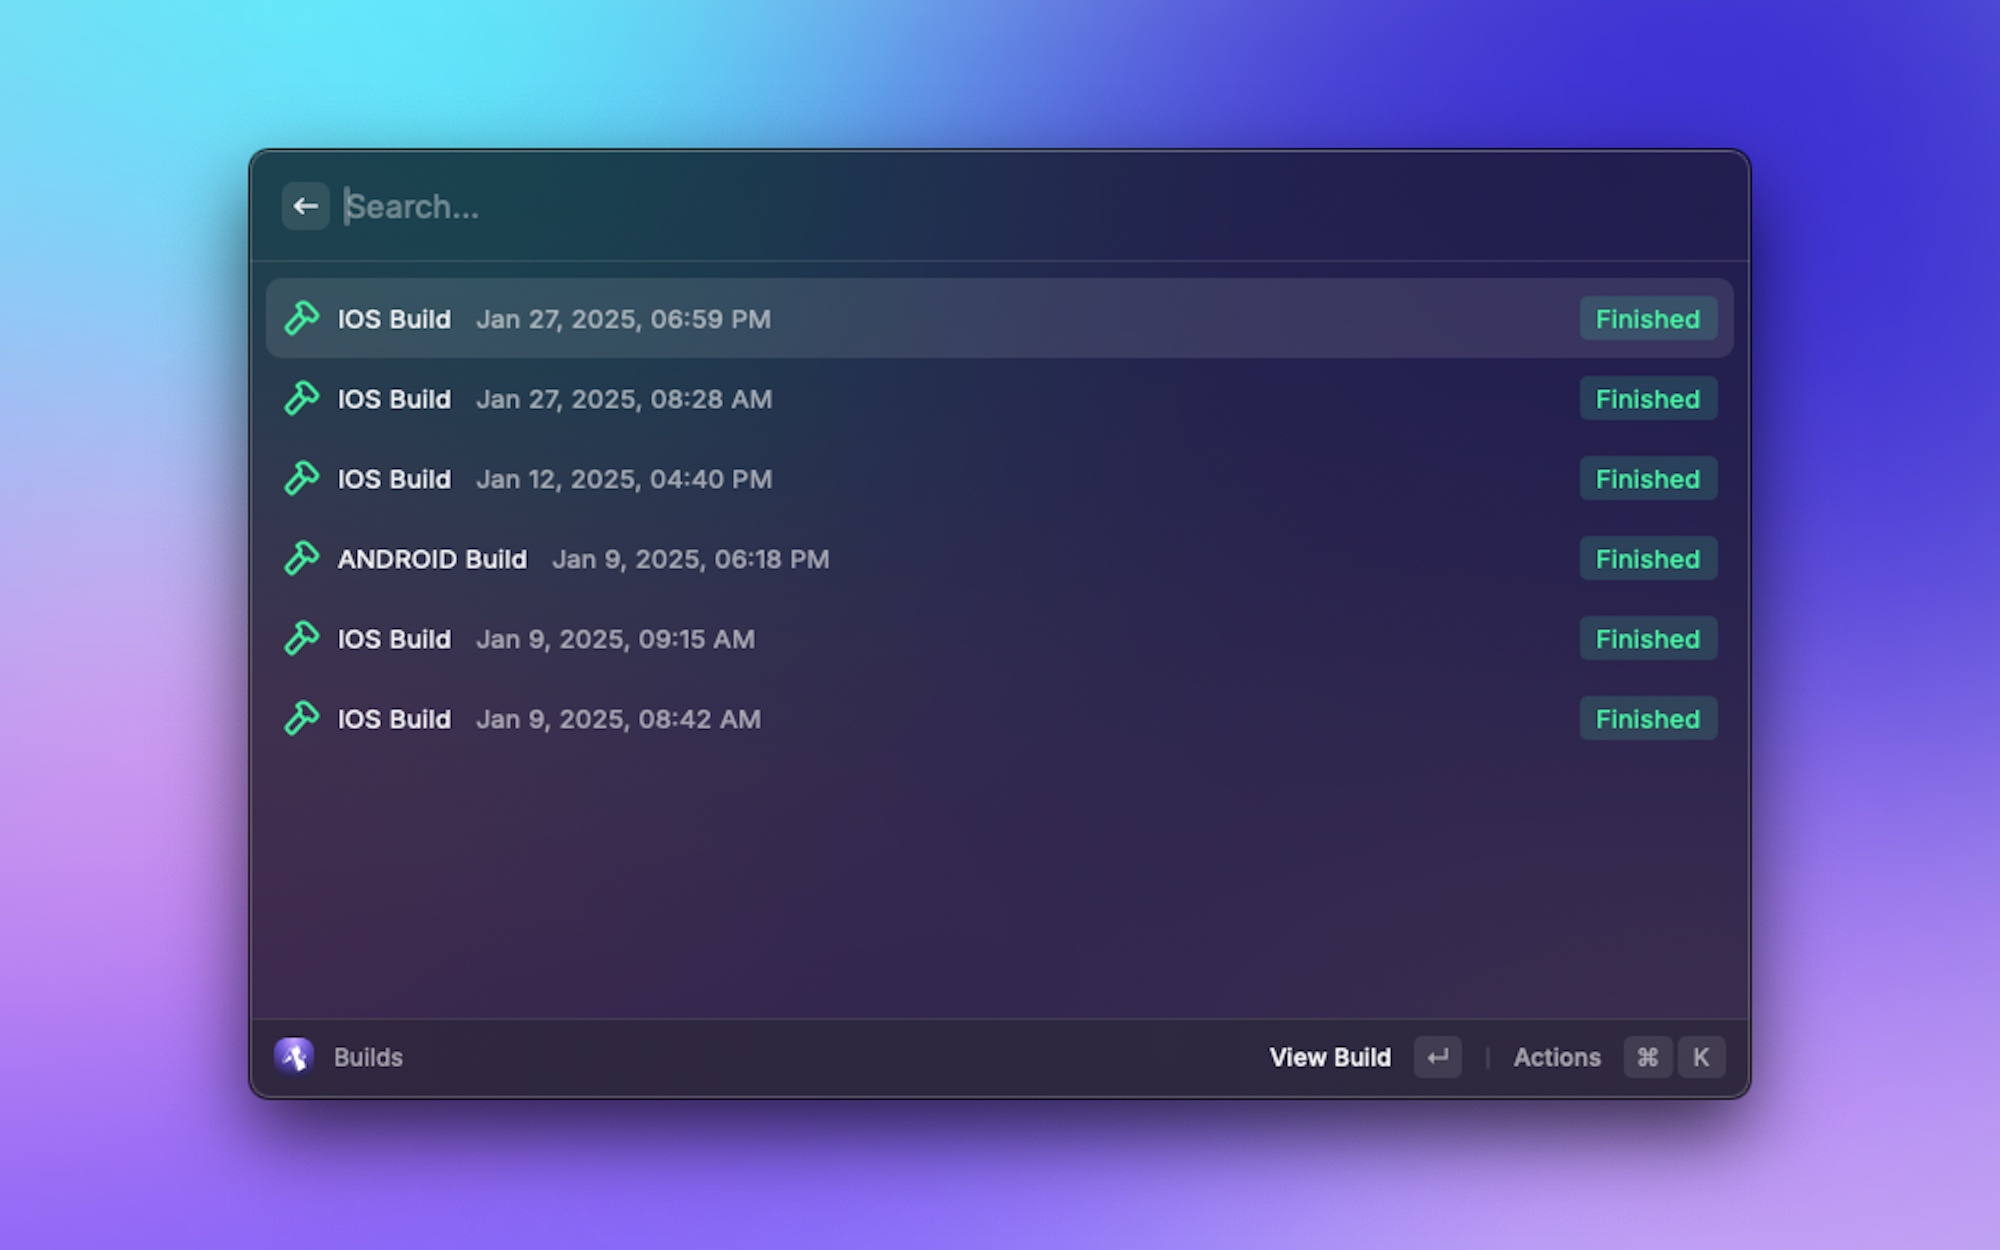 Search...
IOS Build Jan 27, 2025, 06:59 PM Finished
IOS Build Jan 27, 2025, 08:28 AM Finished
IOS Build Jan 12, 2025, 04:40 PM Finished
ANDROID Build Jan 9, 2025, 06:18 PM Finished
IOS Build Jan 9, 2025, 09:15 AM Finished
IOS Build Jan 9, 2025, 08:42 AM Finished
Builds View Build ↵ | Actions ⌘ K